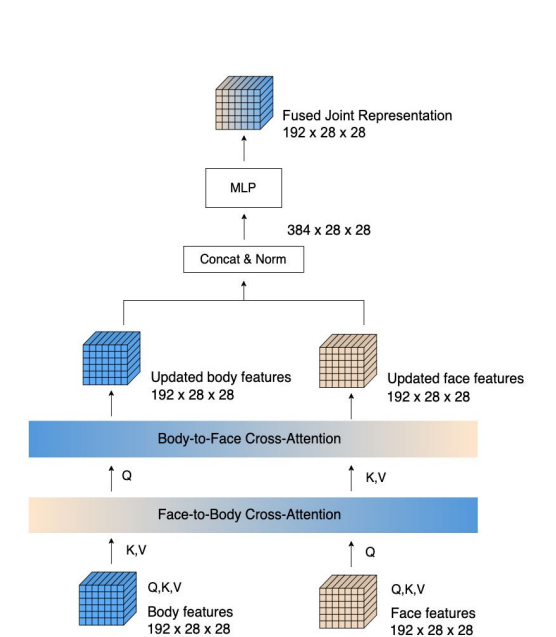 Fused Joint Representation
192 x 28 x 28
MLP
384 x 28 x 28
Concat & Norm
Updated body features
192 x 28 x 28
Updated face features
192 x 28 x 28
Body-to-Face Cross-Attention
Q
K,V
Face-to-Body Cross-Attention
K,V
Q
Q,K,V
Body features
192 x 28 x 28
Q,K,V
Face features
192 x 28 x 28